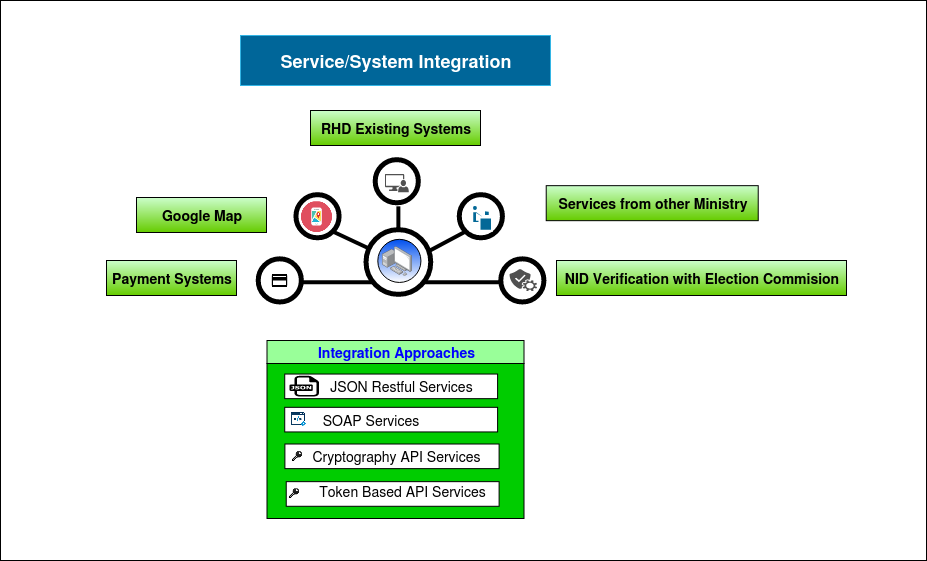 Service/System Integration
RHD Existing Systems
Google Map
Services from other Ministry
Payment Systems
NID Verification with Election Commision
Integration Approaches
JSON
JSON Restful Services
SOAP Services
Cryptography API Services
Token Based API Services